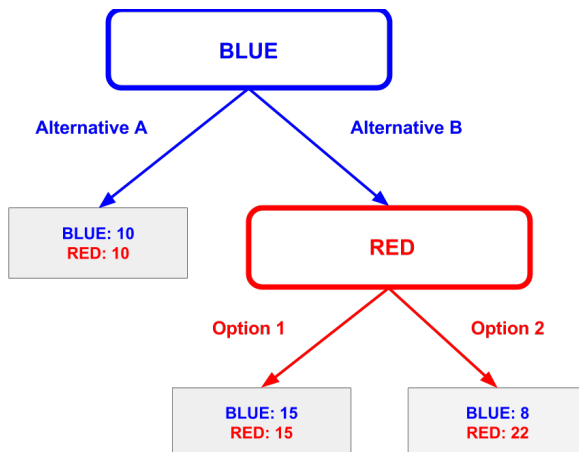 BLUE
Alternative A
Alternative B
BLUE: 10
RED: 10
RED
Option 1
Option 2
BLUE: 15
RED: 15
BLUE: 8
RED: 22